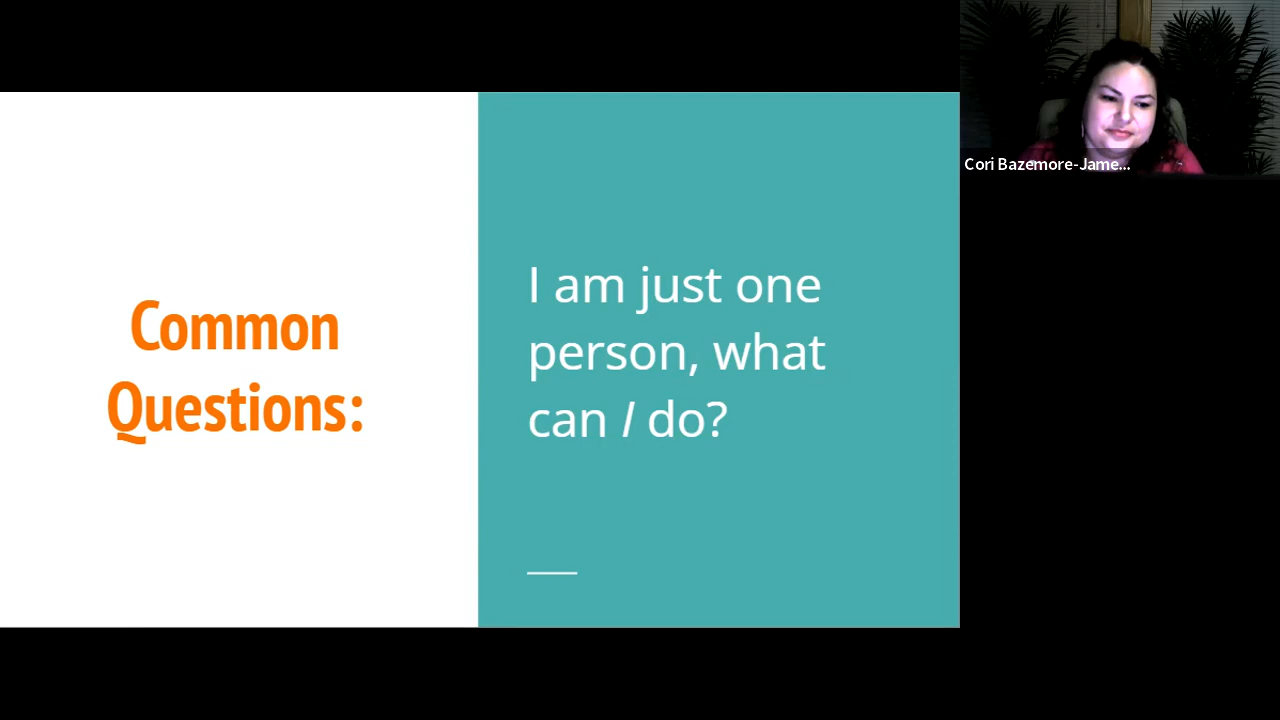 Common
Questions:
I am just one
person, what
can I do?
Cori Bazemore-Jame...